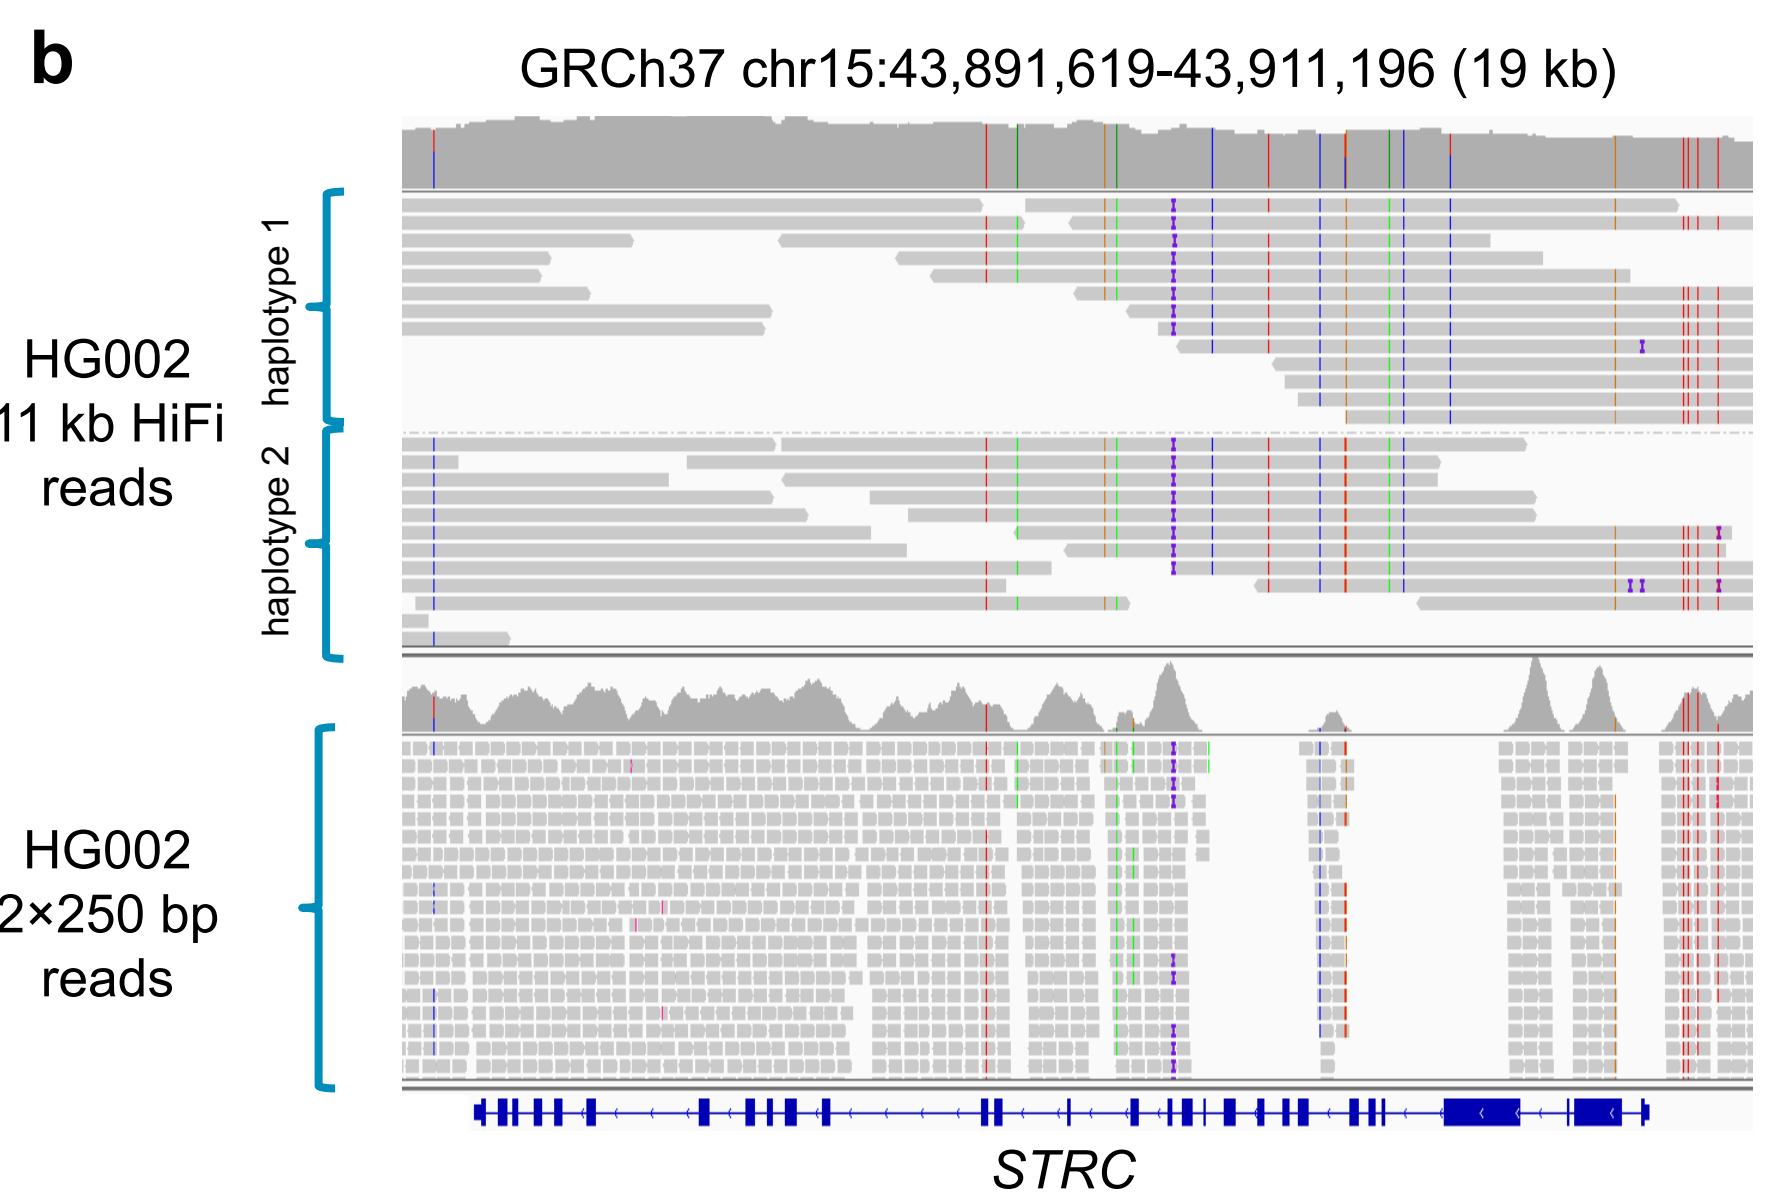 b
GRCh37 chr15:43,891,619-43,911,196 (19 kb)
haplotype 1
HG002
11 kb HiFi
reads
haplotype 2
HG002
2×250 bp
reads
STRC